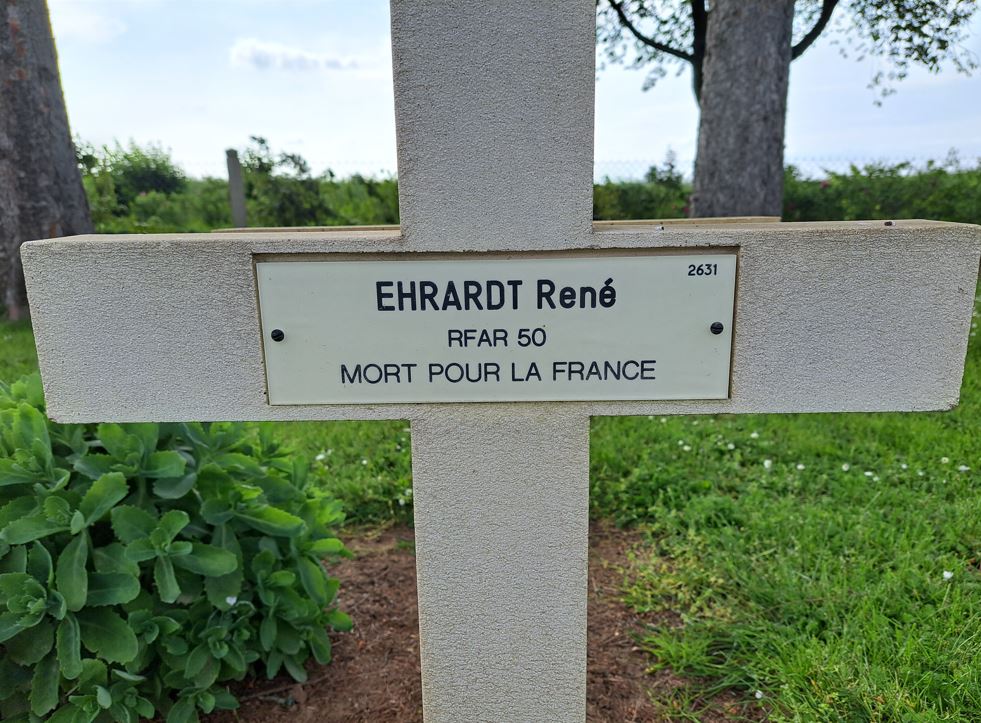 2631
EHRARDT René
RFAR 50
MORT POUR LA FRANCE